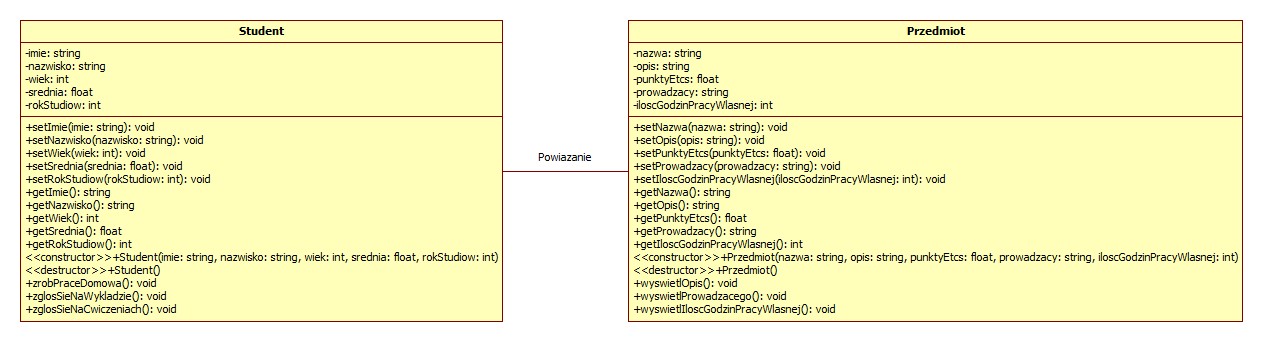 Student
-imie: string
-nazwisko: string
-wiek: int
-srednia: float
-rokStudiow: int
+setImie(imie: string): void
+setNazwisko(nazwisko: string): void
+setWiek(wiek: int): void
+setSrednia(srednia: float): void
+setRokStudiow(rokStudiow: int): void
+getImie(): string
+getNazwisko(): string
+getWiek(): int
+getSrednia(): float
+getRokStudiow(): int
<<constructor>>+Student(imie: string, nazwisko: string, wiek: int, srednia: float, rokStudiow: int)
<<destructor>>+Student()
+zrobPraceDomowa(): void
+zglosSieNaWykladzie(): void
+zglosSieNaCwiczeniach(): void
Powiazanie
Przedmiot
-nazwa: string
-opis: string
-punktyEtcs: float
-prowadzacy: string
-iloscGodzinPracyWlasnej: int
+setNazwa(nazwa: string): void
+setOpis(opis: string): void
+setPunktyEtcs(punktyEtcs: float): void
+setProwadzacy(prowadzacy: string): void
+setIloscGodzinPracyWlasnej(iloscGodzinPracyWlasnej: int): void
+getNazwa(): string
+getOpis(): string
+getPunktyEtcs(): float
+getProwadzacy(): string
+getIloscGodzinPracyWlasnej(): int
<<constructor>>+Przedmiot(nazwa: string, opis: string, punktyEtcs: float, prowadzacy: string, iloscGodzinPracyWlasnej: int)
<<destructor>>+Przedmiot()
+wyswietlOpis(): void
+wyswietlProwadzacego(): void
+wyswietlIloscGodzinPracyWlasnej(): void